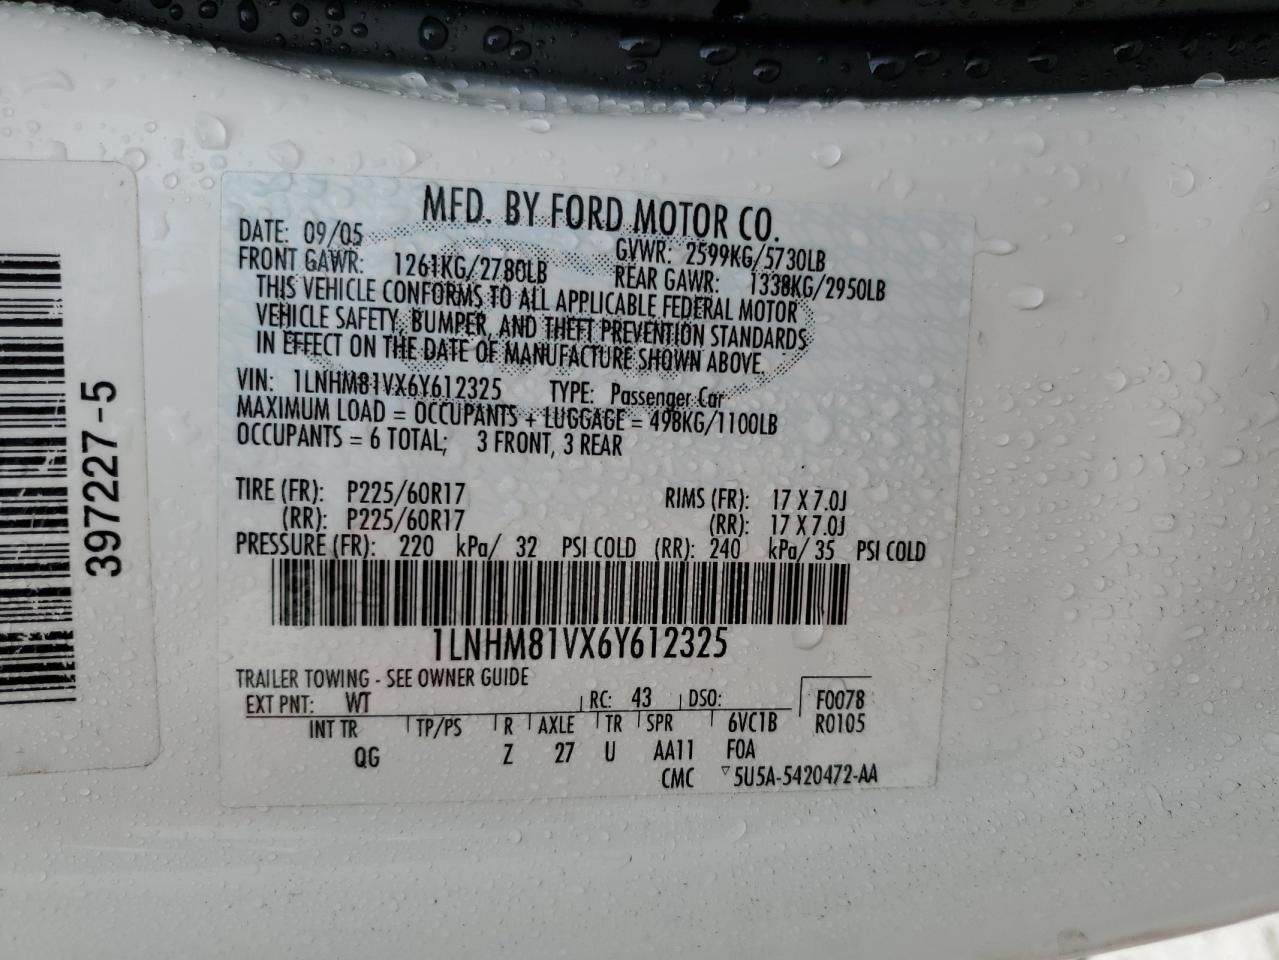 MFD. BY FORD MOTOR CO.
DATE: 09/05 GVWR: 2599KG/5730LB
FRONT GAWR: 1261KG/2780LB REAR GAWR: 1338KG/2950LB
THIS VEHICLE CONFORMS TO ALL APPLICABLE FEDERAL MOTOR
VEHICLE SAFETY, BUMPER, AND THEFT PREVENTION STANDARDS
IN EFFECT ON THE DATE OF MANUFACTURE SHOWN ABOVE.
VIN: 1LNHM81VX6Y612325 TYPE: Passenger Car
MAXIMUM LOAD = OCCUPANTS + LUGGAGE = 498KG/1100LB
OCCUPANTS = 6 TOTAL; 3 FRONT, 3 REAR
TIRE (FR): P225/60R17 RIMS (FR): 17 X 7.0J
(RR): P225/60R17 (RR): 17 X 7.0J
PRESSURE (FR): 220 kPa/ 32 PSI COLD (RR): 240 kPa/ 35 PSI COLD
1LNHM81VX6Y612325
TRAILER TOWING - SEE OWNER GUIDE
EXT PNT: WT RC: 43 DSO: F0078
INT TR TP/PS R AXLE TR SPR 6VC1B R0105
QG Z 27 U AA11 FOA
CMC ▽5U5A-5420472-AA
397227-5